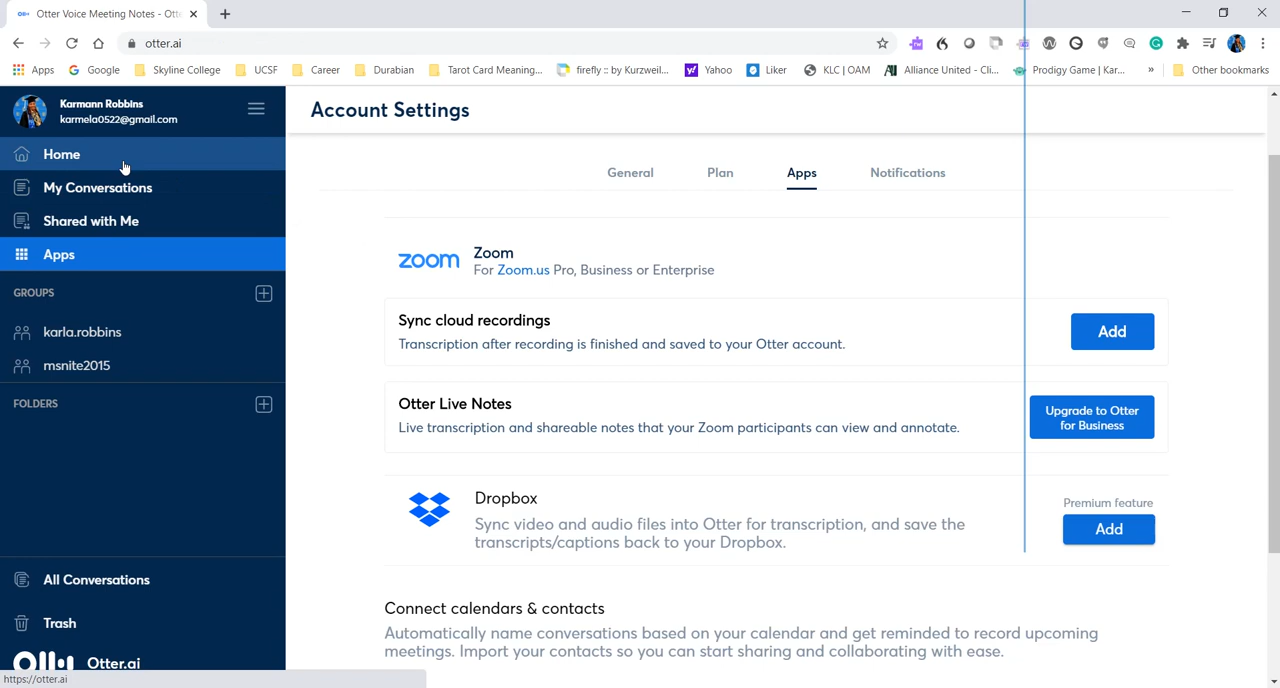 Otter Voice Meeting Notes - Ott
otter.ai
Apps
Google
Skyline College
UCSF
Career
Durabian
Tarot Card Meaning...
firefly :: by Kurzweil...
Yahoo
Liker
KLC | OAM
Alliance United - Cli...
Prodigy Game | Kar...
»
Other bookmarks
Karmann Robbins
karmela0522@gmail.com
Home
My Conversations
Shared with Me
Apps
GROUPS
karla.robbins
msnite2015
FOLDERS
All Conversations
Trash
Otter.ai
https://otter.ai
Account Settings
General
Plan
Apps
Notifications
zoom
Zoom
For Zoom.us Pro, Business or Enterprise
Sync cloud recordings
Transcription after recording is finished and saved to your Otter account.
Add
Otter Live Notes
Live transcription and shareable notes that your Zoom participants can view and annotate.
Upgrade to Otter
for Business
Dropbox
Sync video and audio files into Otter for transcription, and save the
transcripts/captions back to your Dropbox.
Premium feature
Add
Connect calendars & contacts
Automatically name conversations based on your calendar and get reminded to record upcoming
meetings. Import your contacts so you can start sharing and collaborating with ease.